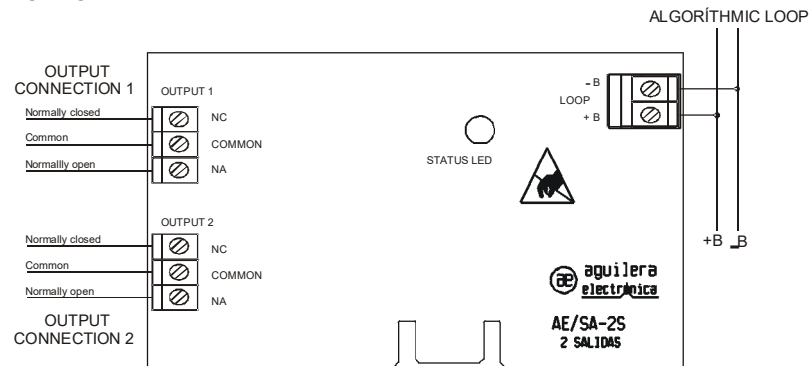 ALGORÍTHMIC LOOP
OUTPUT
CONNECTION 1
Normally closed
Common
Normallly open
OUTPUT 1
NC
COMMON
NA
STATUS LED
- B
LOOP
+ B
+B
-B
OUTPUT 2
NC
COMMON
NA
Normally closed
Common
Normally open
OUTPUT
CONNECTION 2
ae
aguilera
electrónica
AE/SA-2S
2 SALIDAS